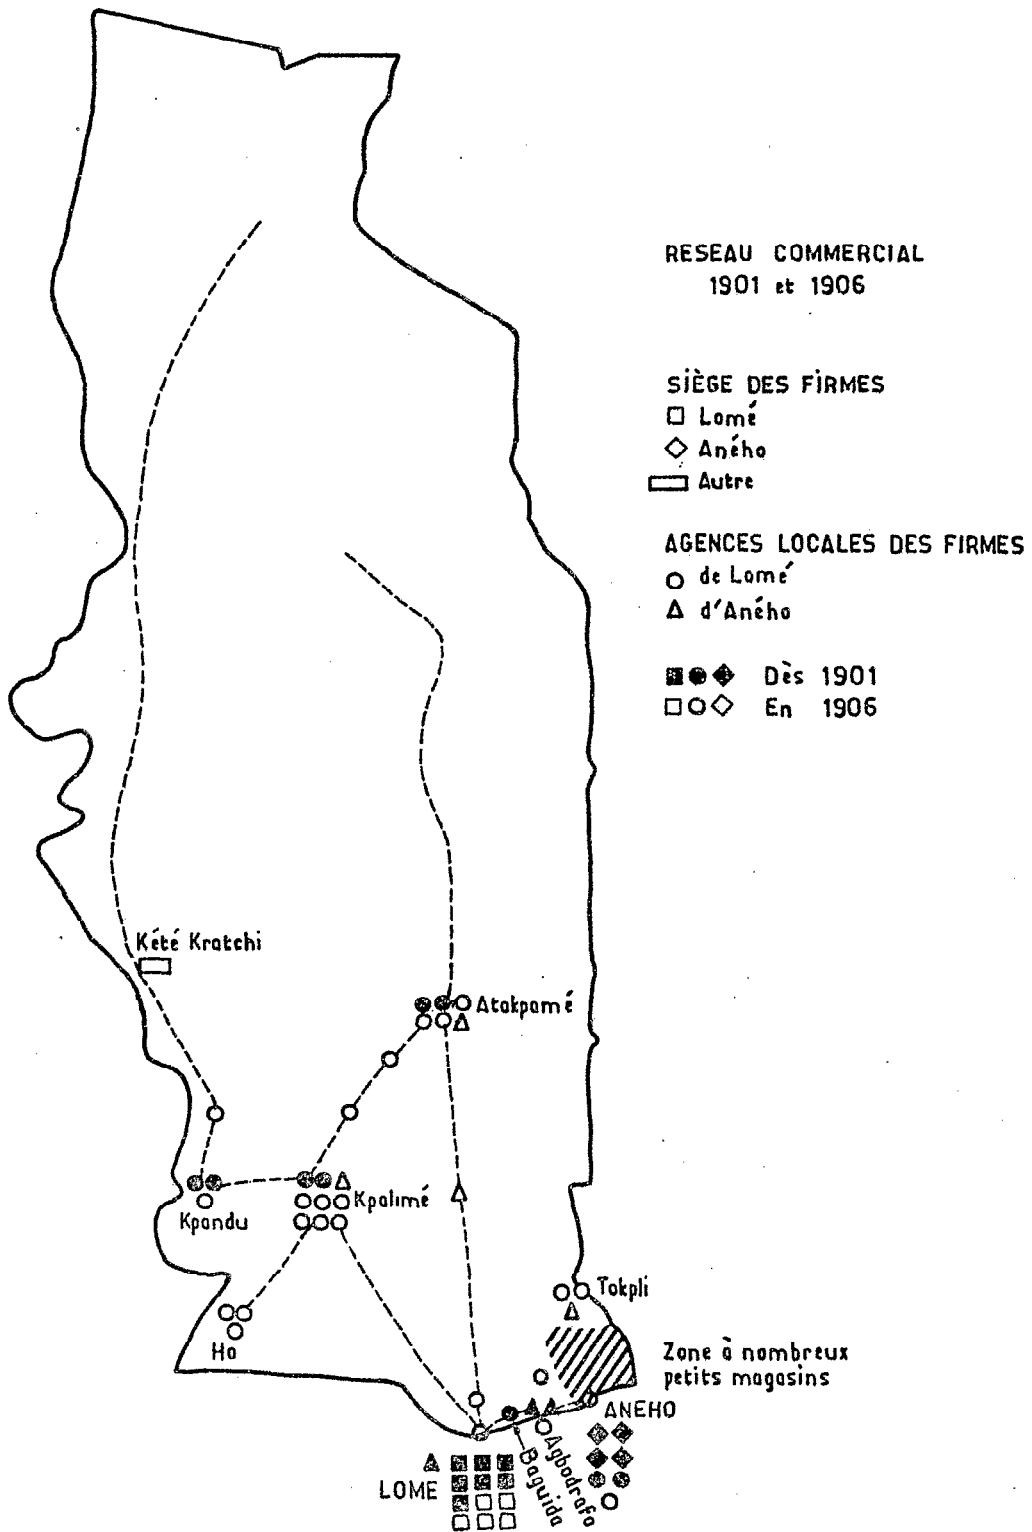 RESEAU COMMERCIAL
1901 et 1906
SIÈGE DES FIRMES
Lomé
Aného
Autre
AGENCES LOCALES DES FIRMES
de Lomé
d'Aného
Dès 1901
En 1906
Kété Kratchi
Atakpamé
Kpalimé
Kpandu
Ho
Tokpli
Zone à nombreux
petits magasins
ANEHO
Agbodrafo
Baguida
LOME